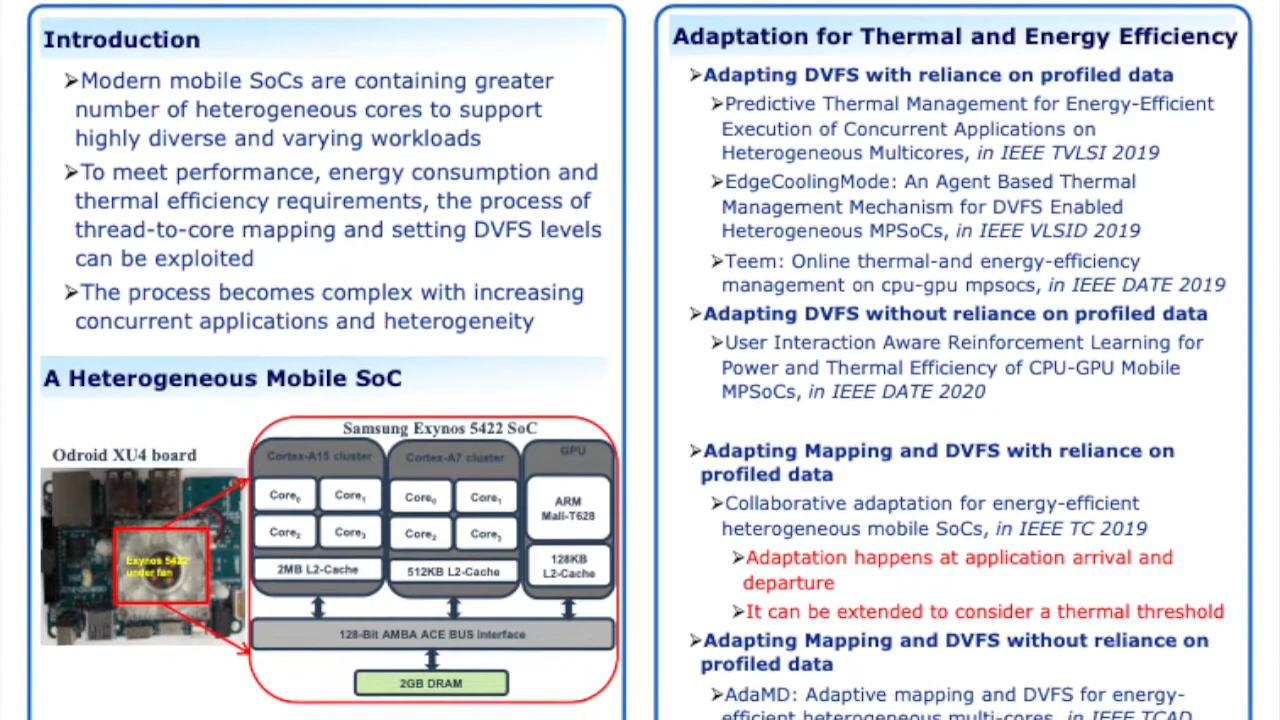 Introduction
➢Modern mobile SoCs are containing greater
number of heterogeneous cores to support
highly diverse and varying workloads
➢To meet performance, energy consumption and
thermal efficiency requirements, the process of
thread-to-core mapping and setting DVFS levels
can be exploited
➢The process becomes complex with increasing
concurrent applications and heterogeneity
A Heterogeneous Mobile SoC
Odroid XU4 board
Exynos 5422
under fan
Samsung Exynos 5422 SoC
Cortex-A15 cluster
Core0
Core1
Core2
Core3
2MB L2-Cache
Cortex-A7 cluster
Core0
Core1
Core2
Core3
512KB L2-Cache
GPU
ARM
Mali-T628
128KB
L2-Cache
128-Bit AMBA ACE BUS Interface
2GB DRAM
Adaptation for Thermal and Energy Efficiency
➢Adapting DVFS with reliance on profiled data
➢Predictive Thermal Management for Energy-Efficient
Execution of Concurrent Applications on
Heterogeneous Multicores, in IEEE TVLSI 2019
➢EdgeCoolingMode: An Agent Based Thermal
Management Mechanism for DVFS Enabled
Heterogeneous MPSoCs, in IEEE VLSID 2019
➢Teem: Online thermal-and energy-efficiency
management on cpu-gpu mpsocs, in IEEE DATE 2019
➢Adapting DVFS without reliance on profiled data
➢User Interaction Aware Reinforcement Learning for
Power and Thermal Efficiency of CPU-GPU Mobile
MPSoCs, in IEEE DATE 2020
➢Adapting Mapping and DVFS with reliance on
profiled data
➢Collaborative adaptation for energy-efficient
heterogeneous mobile SoCs, in IEEE TC 2019
➢Adaptation happens at application arrival and
departure
➢It can be extended to consider a thermal threshold
➢Adapting Mapping and DVFS without reliance on
profiled data
➢AdaMD: Adaptive mapping and DVFS for energy-
efficient heterogeneous multi-cores, in IEEE TCAD